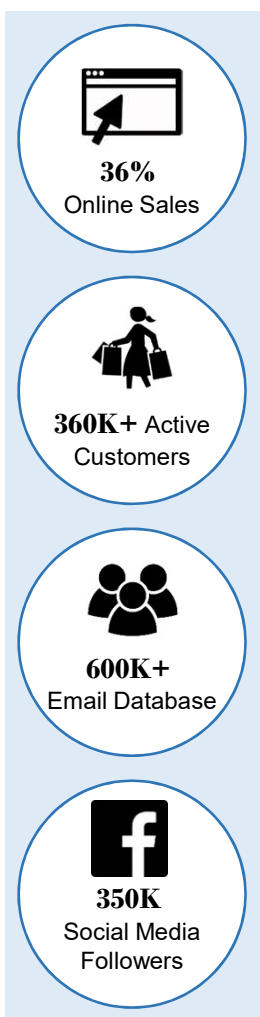 36%
Online Sales
360K+ Active
Customers
600K+
Email Database
350K
Social Media
Followers